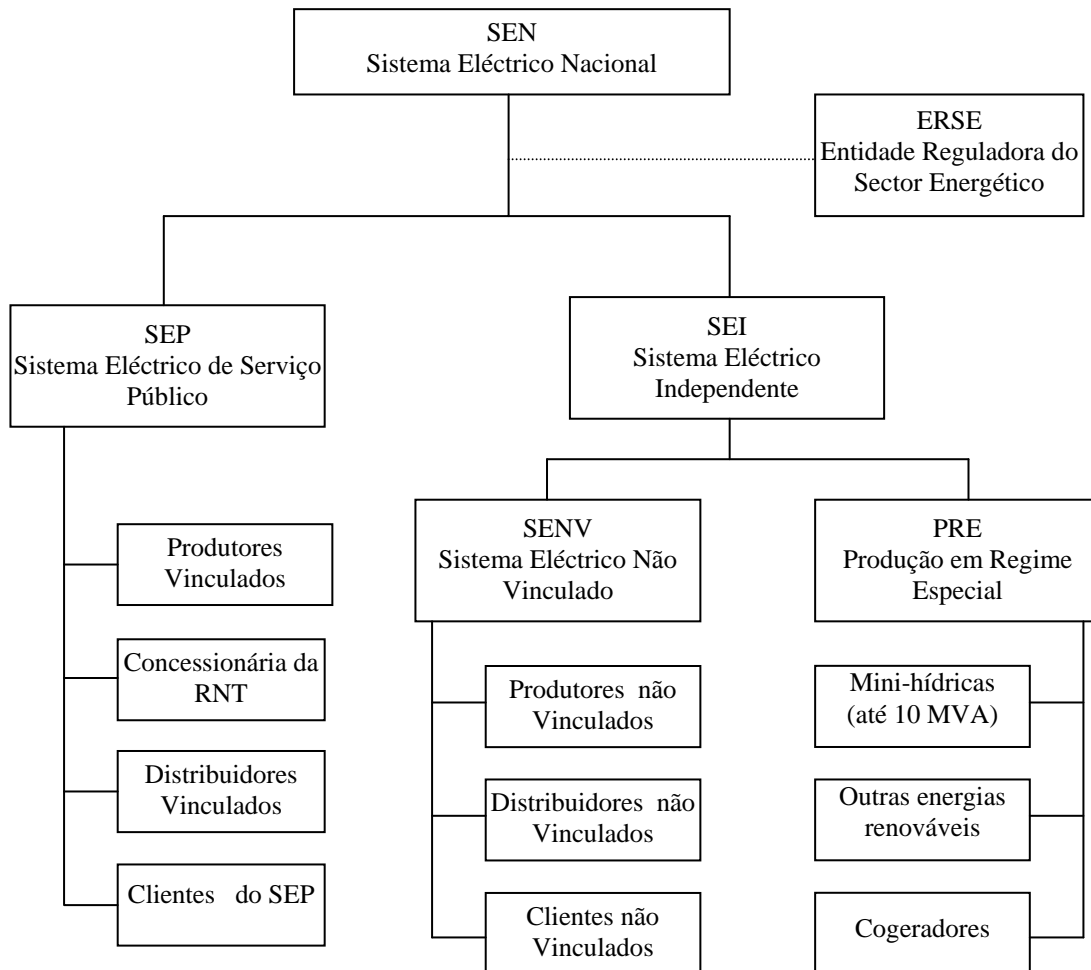 SEN
Sistema Eléctrico Nacional
ERSE
Entidade Reguladora do
Sector Energético
SEP
Sistema Eléctrico de Serviço
Público
SEI
Sistema Eléctrico
Independente
Produtores
Vinculados
Concessionária da
RNT
Distribuidores
Vinculados
Clientes do SEP
SENV
Sistema Eléctrico Não
Vinculado
Produtores não
Vinculados
Distribuidores não
Vinculados
Clientes não
Vinculados
PRE
Produção em Regime
Especial
Mini-hídricas
(até 10 MVA)
Outras energias
renováveis
Cogeradores